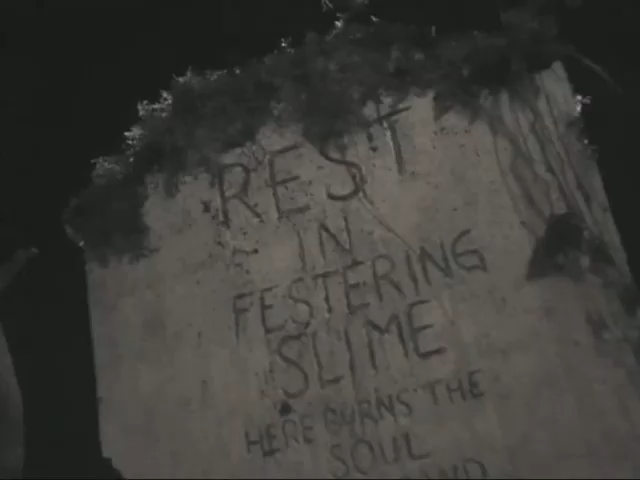 REST
IN
FESTERING
SLIME
HERE BURNS THE
SOUL